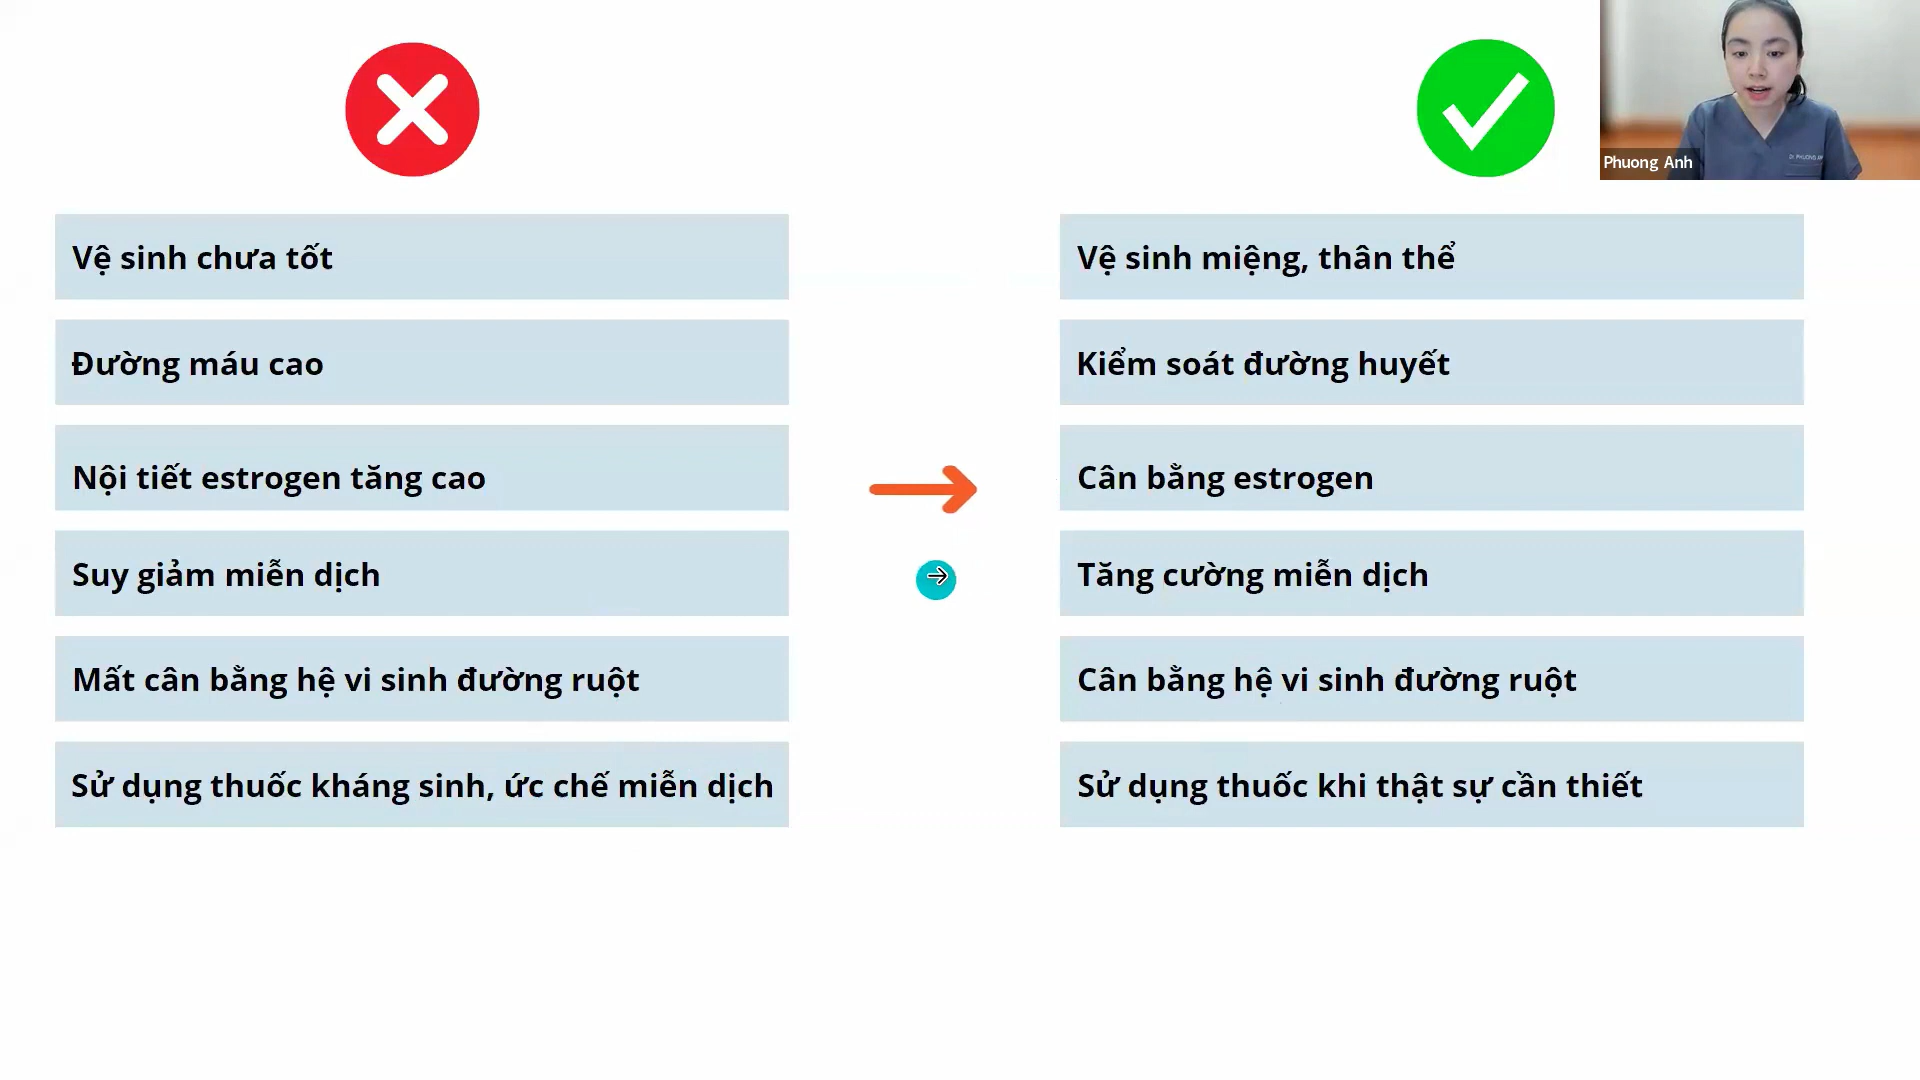 Phuong Anh
Vệ sinh chưa tốt
Vệ sinh miệng, thân thể
Đường máu cao
Kiểm soát đường huyết
Nội tiết estrogen tăng cao
Cân bằng estrogen
Suy giảm miễn dịch
Tăng cường miễn dịch
Mất cân bằng hệ vi sinh đường ruột
Cân bằng hệ vi sinh đường ruột
Sử dụng thuốc kháng sinh, ức chế miễn dịch
Sử dụng thuốc khi thật sự cần thiết